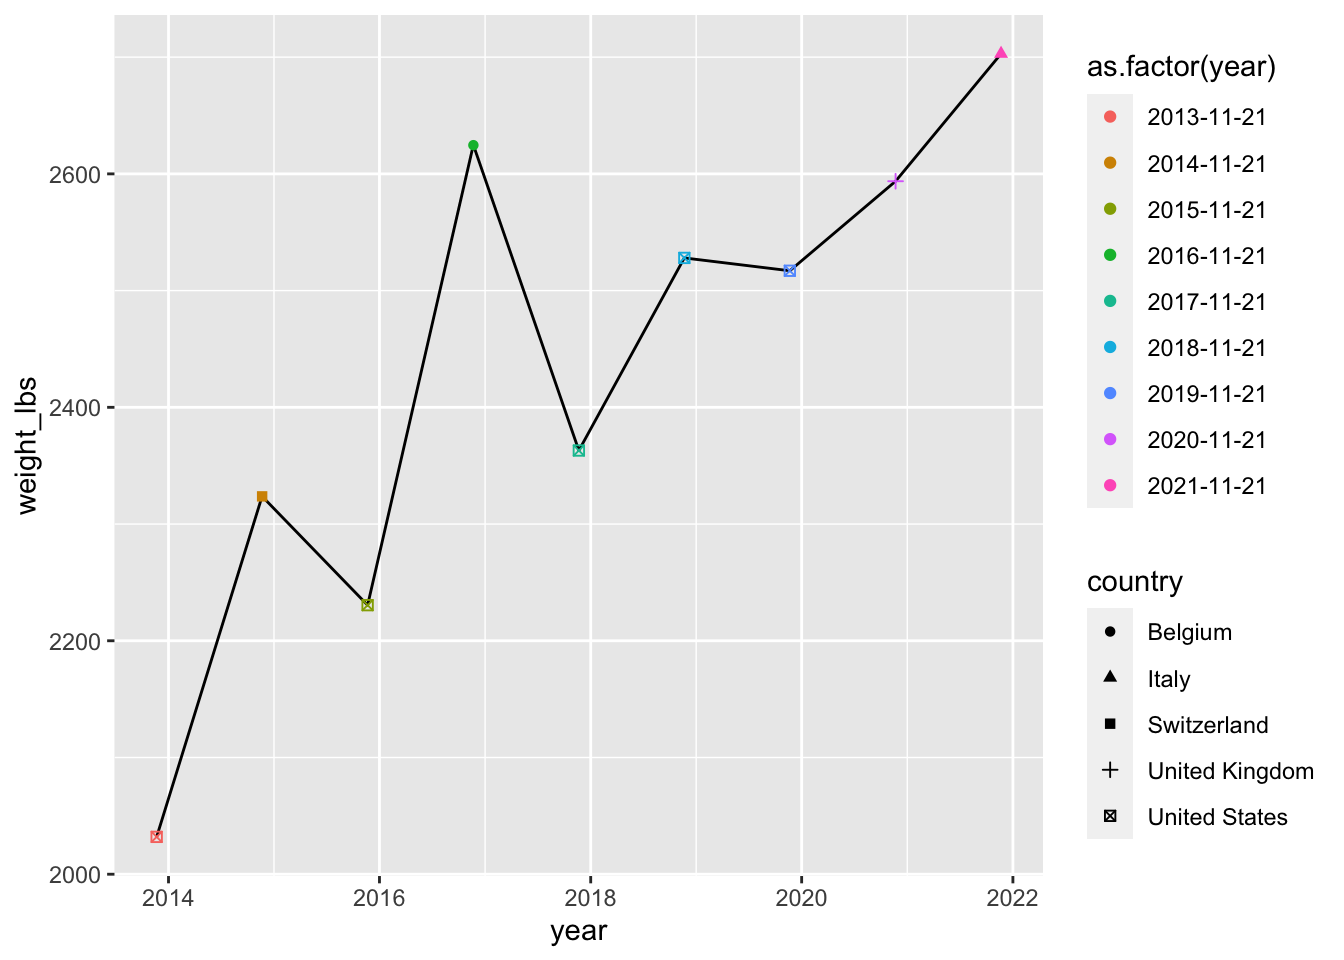 weight_lbs
2600
2400
2200
2000
2014
2016
2018
2020
2022
year
as.factor(year)
2013-11-21
2014-11-21
2015-11-21
2016-11-21
2017-11-21
2018-11-21
2019-11-21
2020-11-21
2021-11-21
country
Belgium
Italy
Switzerland
United Kingdom
United States